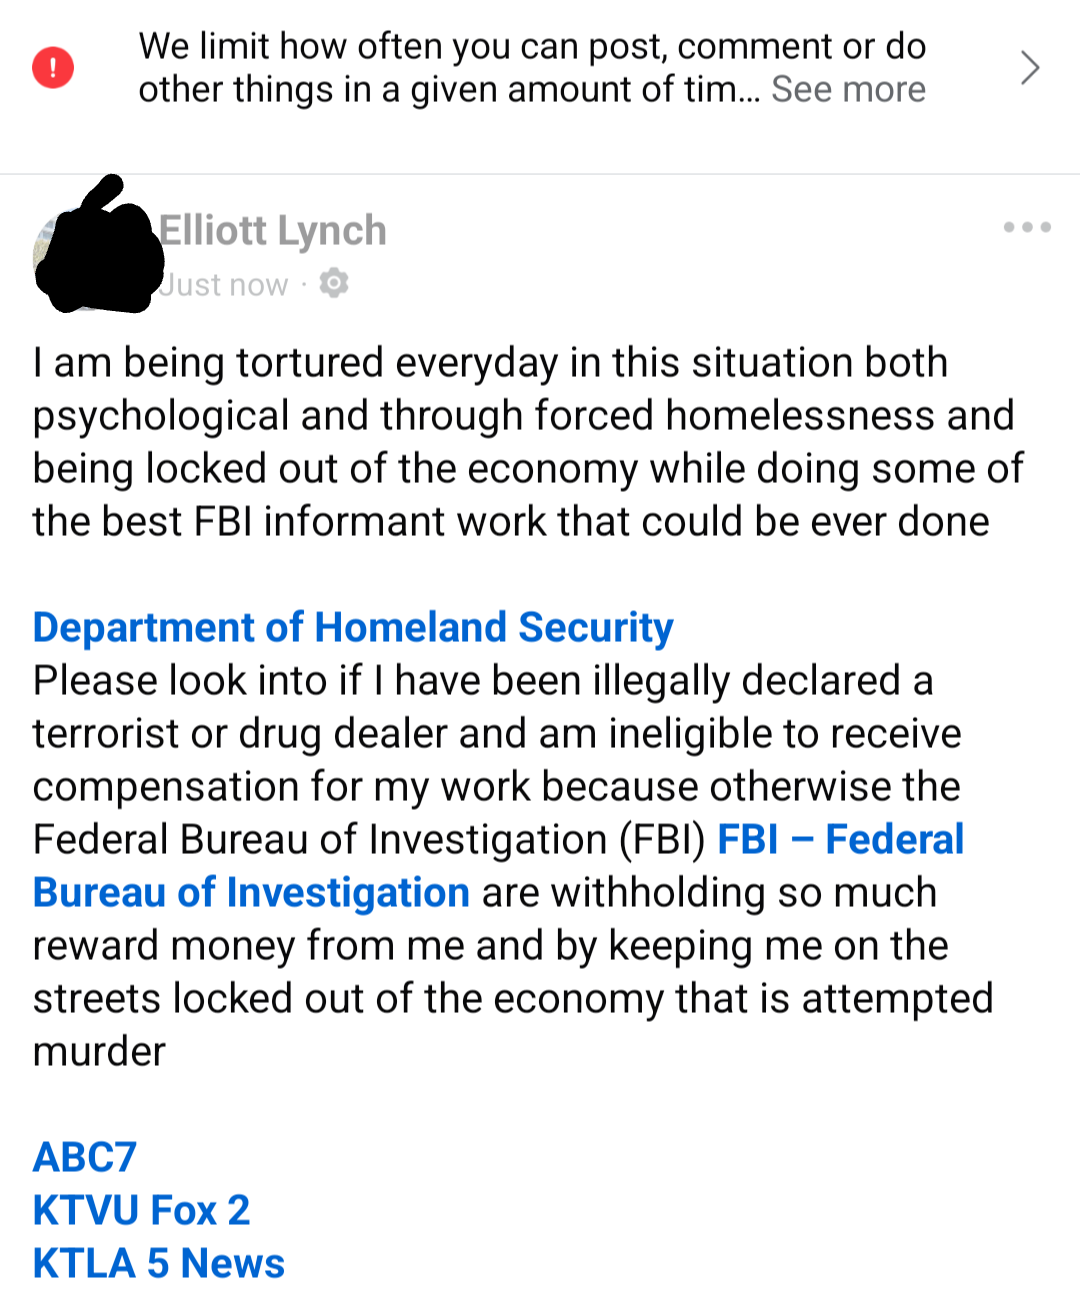 We limit how often you can post, comment or do
other things in a given amount of tim... See more
Elliott Lynch
Just now ·
I am being tortured everyday in this situation both
psychological and through forced homelessness and
being locked out of the economy while doing some of
the best FBI informant work that could be ever done
Department of Homeland Security
Please look into if I have been illegally declared a
terrorist or drug dealer and am ineligible to receive
compensation for my work because otherwise the
Federal Bureau of Investigation (FBI) FBI – Federal
Bureau of Investigation are withholding so much
reward money from me and by keeping me on the
streets locked out of the economy that is attempted
murder
ABC7
KTVU Fox 2
KTLA 5 News